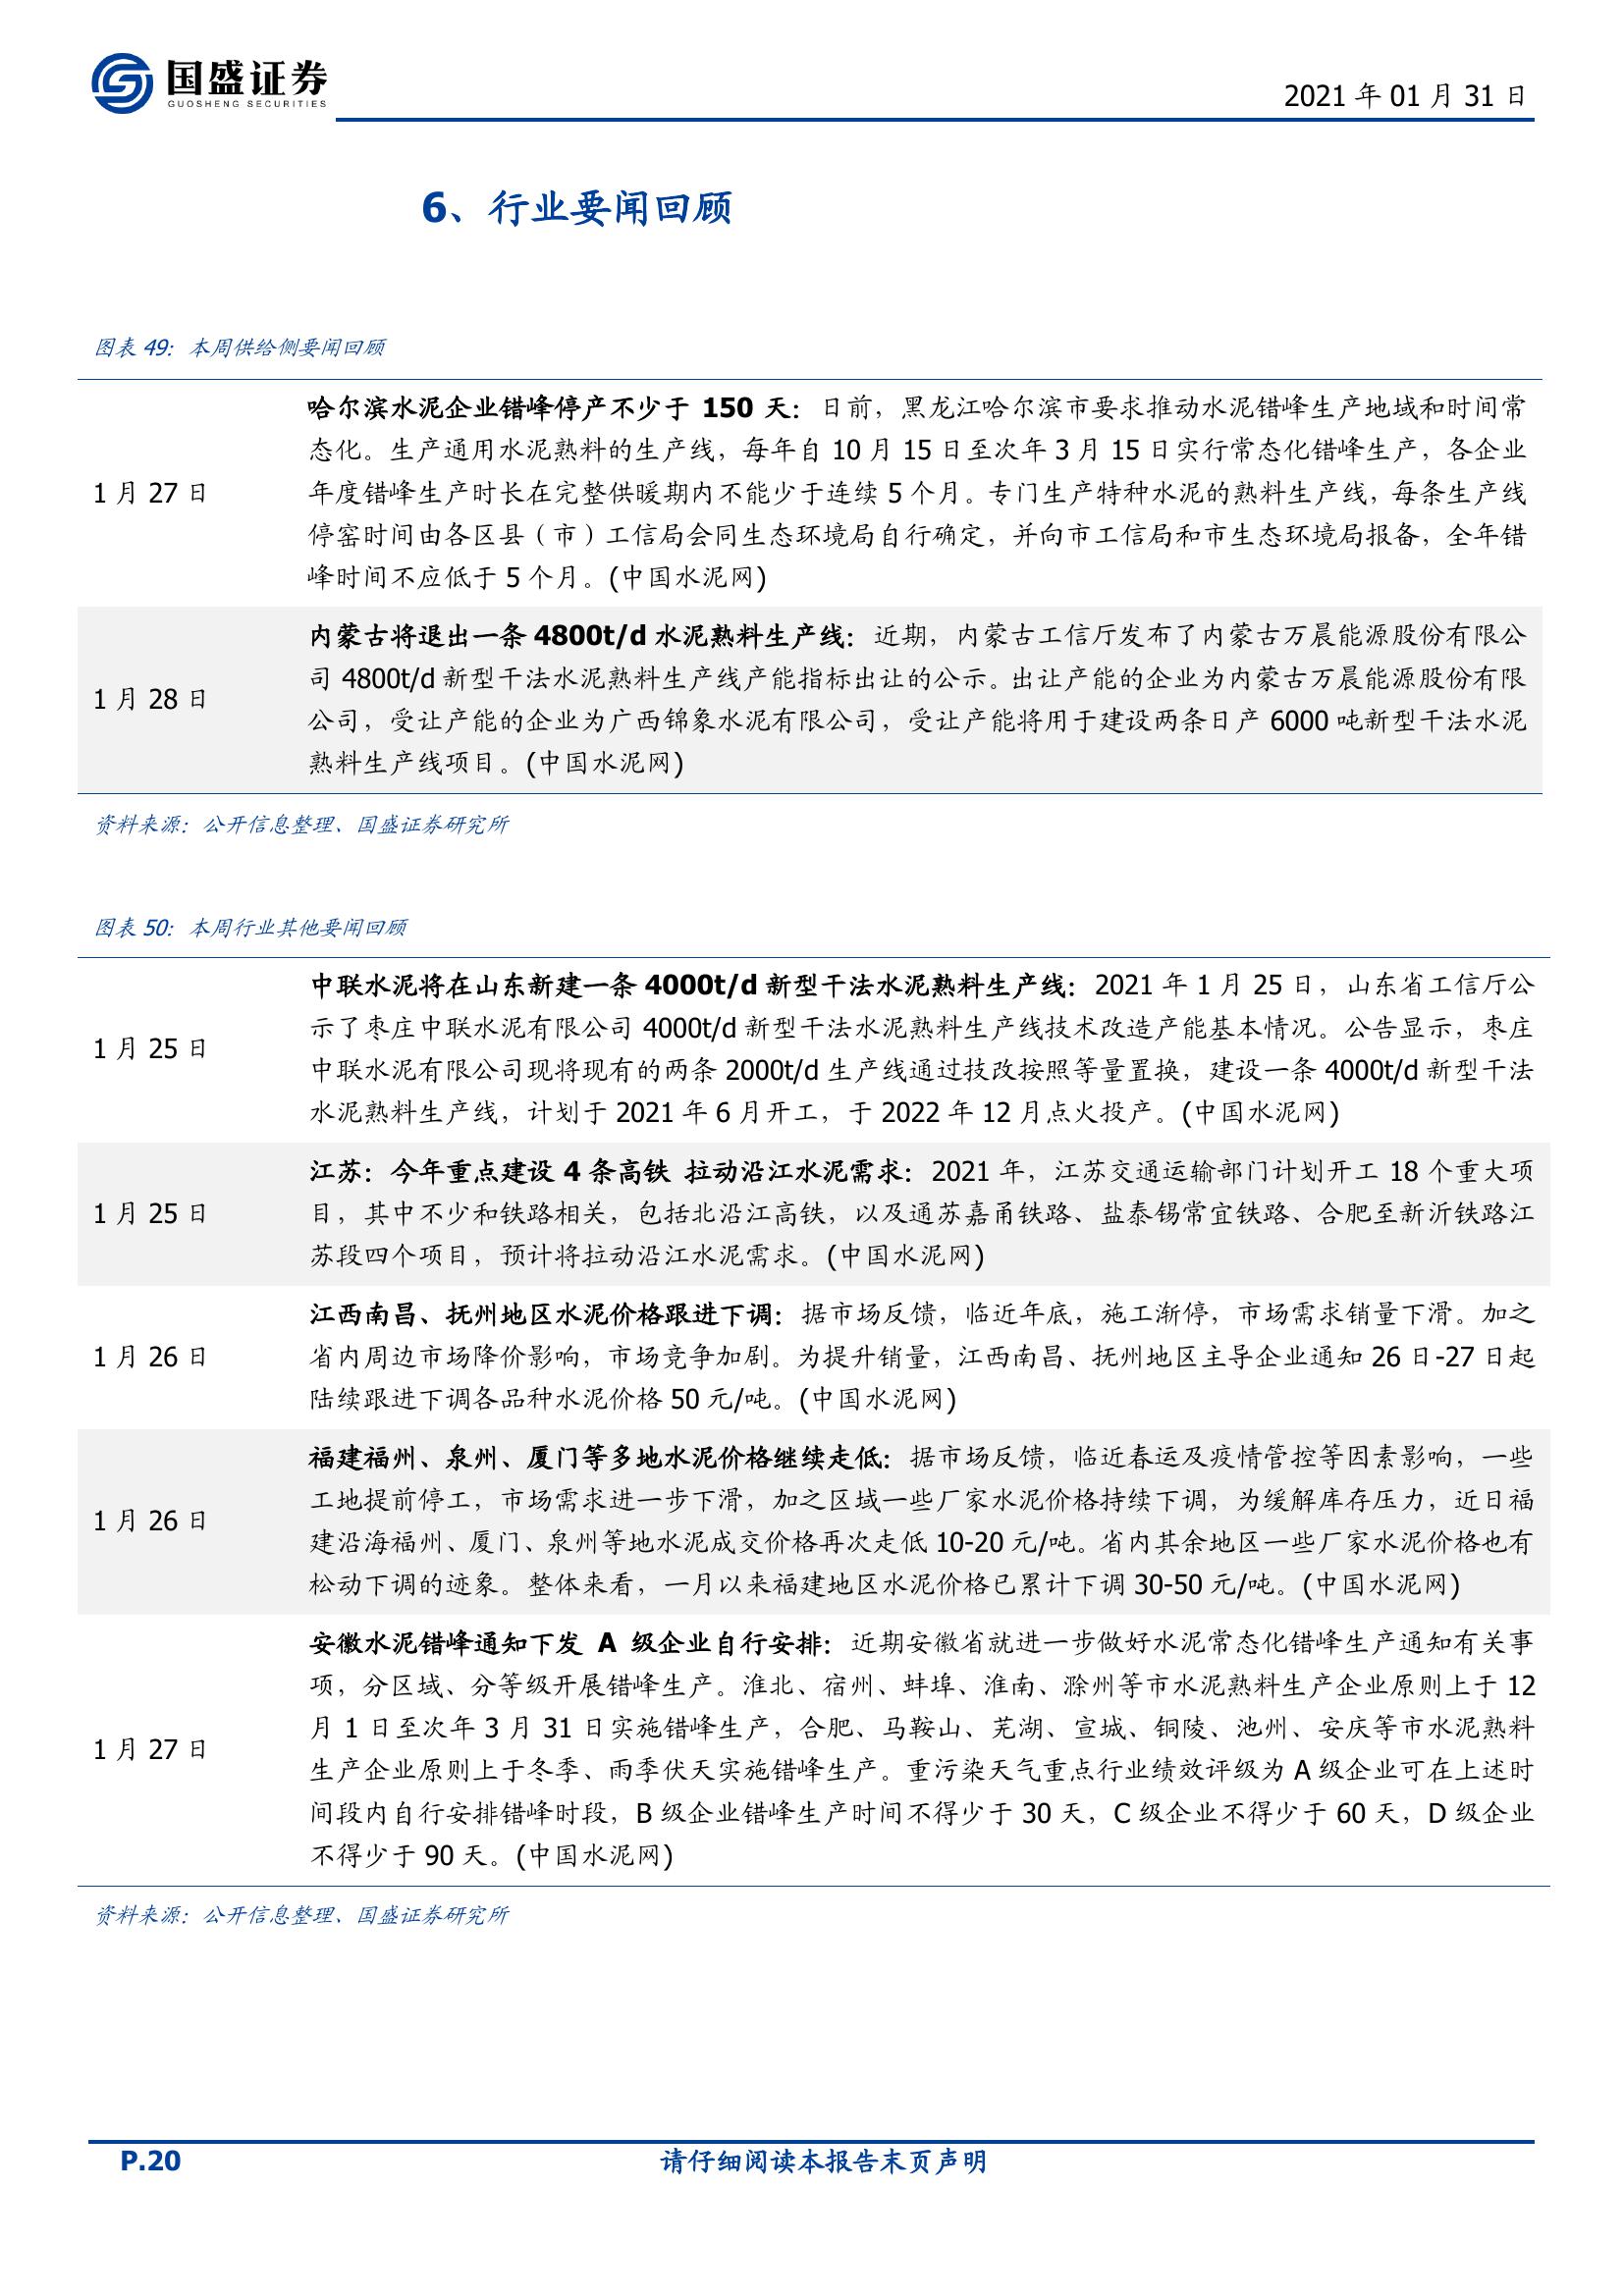 国盛证券
GUOSHENG SECURITIES
2021 年 01 月 31 日
6、行业要闻回顾
图表 49：本周供给侧要闻回顾
哈尔滨水泥企业错峰停产不少于 150 天：日前，黑龙江哈尔滨市要求推动水泥错峰生产地域和时间常
态化。生产通用水泥熟料的生产线，每年自 10 月 15 日至次年 3 月 15 日实行常态化错峰生产，各企业
1 月 27 日
年度错峰生产时长在完整供暖期内不能少于连续 5 个月。专门生产特种水泥的熟料生产线，每条生产线
停窑时间由各区县（市）工信局会同生态环境局自行确定，并向市工信局和市生态环境局报备，全年错
峰时间不应低于 5 个月。(中国水泥网)
内蒙古将退出一条 4800t/d 水泥熟料生产线：近期，内蒙古工信厅发布了内蒙古万晨能源股份有限公
司 4800t/d 新型干法水泥熟料生产线产能指标出让的公示。出让产能的企业为内蒙古万晨能源股份有限
1 月 28 日
公司，受让产能的企业为广西锦象水泥有限公司，受让产能将用于建设两条日产 6000 吨新型干法水泥
熟料生产线项目。(中国水泥网)
资料来源：公开信息整理、国盛证券研究所
图表 50：本周行业其他要闻回顾
中联水泥将在山东新建一条 4000t/d 新型干法水泥熟料生产线：2021 年 1 月 25 日，山东省工信厅公
示了枣庄中联水泥有限公司 4000t/d 新型干法水泥熟料生产线技术改造产能基本情况。公告显示，枣庄
1 月 25 日
中联水泥有限公司现将现有的两条 2000t/d 生产线通过技改按照等量置换，建设一条 4000t/d 新型干法
水泥熟料生产线，计划于 2021 年 6 月开工，于 2022 年 12 月点火投产。(中国水泥网)
江苏：今年重点建设 4 条高铁 拉动沿江水泥需求：2021 年，江苏交通运输部门计划开工 18 个重大项
1 月 25 日
目，其中不少和铁路相关，包括北沿江高铁，以及通苏嘉甬铁路、盐泰锡常宜铁路、合肥至新沂铁路江
苏段四个项目，预计将拉动沿江水泥需求。(中国水泥网)
江西南昌、抚州地区水泥价格跟进下调：据市场反馈，临近年底，施工渐停，市场需求销量下滑。加之
1 月 26 日
省内周边市场降价影响，市场竞争加剧。为提升销量，江西南昌、抚州地区主导企业通知 26 日-27 日起
陆续跟进下调各品种水泥价格 50 元/吨。(中国水泥网)
福建福州、泉州、厦门等多地水泥价格继续走低：据市场反馈，临近春运及疫情管控等因素影响，一些
工地提前停工，市场需求进一步下滑，加之区域一些厂家水泥价格持续下调，为缓解库存压力，近日福
1 月 26 日
建沿海福州、厦门、泉州等地水泥成交价格再次走低 10-20 元/吨。省内其余地区一些厂家水泥价格也有
松动下调的迹象。整体来看，一月以来福建地区水泥价格已累计下调 30-50 元/吨。(中国水泥网)
安徽水泥错峰通知下发 A 级企业自行安排：近期安徽省就进一步做好水泥常态化错峰生产通知有关事
项，分区域、分等级开展错峰生产。淮北、宿州、蚌埠、淮南、滁州等市水泥熟料生产企业原则上于 12
月 1 日至次年 3 月 31 日实施错峰生产，合肥、马鞍山、芜湖、宣城、铜陵、池州、安庆等市水泥熟料
1 月 27 日
生产企业原则上于冬季、雨季伏天实施错峰生产。重污染天气重点行业绩效评级为 A 级企业可在上述时
间段内自行安排错峰时段，B 级企业错峰生产时间不得少于 30 天，C 级企业不得少于 60 天，D 级企业
不得少于 90 天。(中国水泥网)
资料来源：公开信息整理、国盛证券研究所
P.20
请仔细阅读本报告末页声明